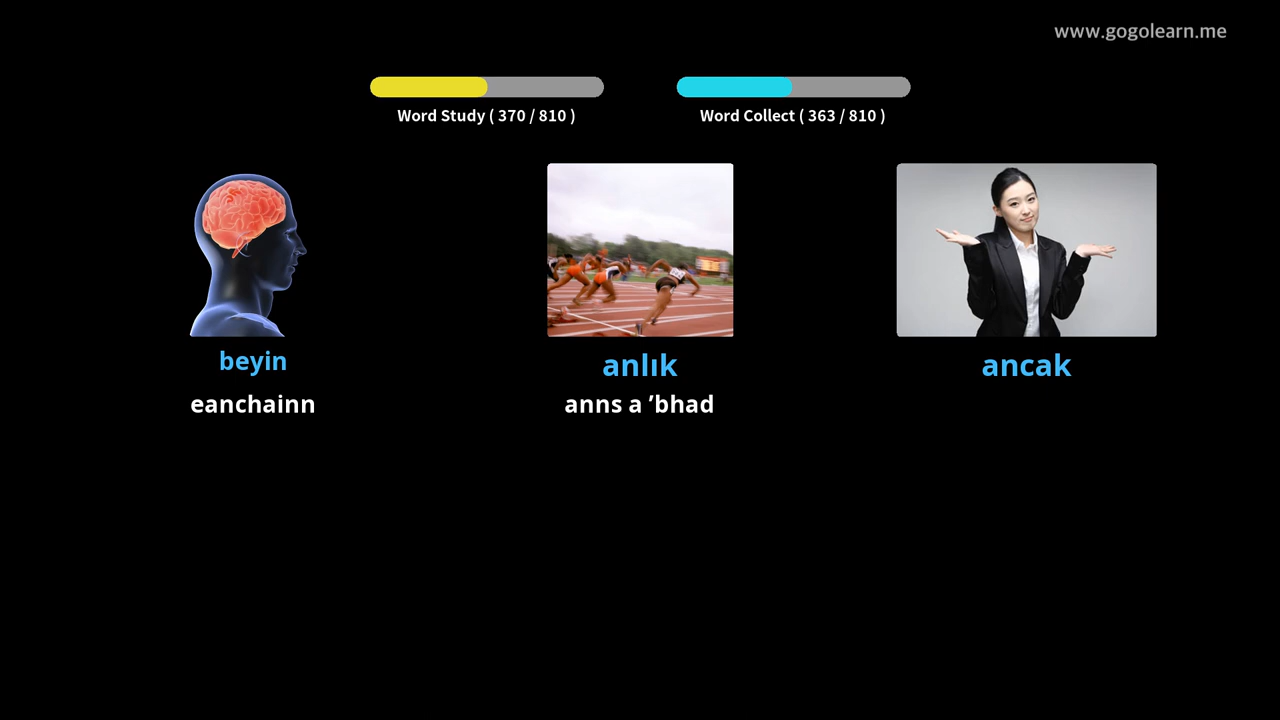 www.gogolearn.me
Word Study ( 370 / 810 )
Word Collect ( 363 / 810 )
beyin
anlık
ancak
eanchainn
anns a ’bhad